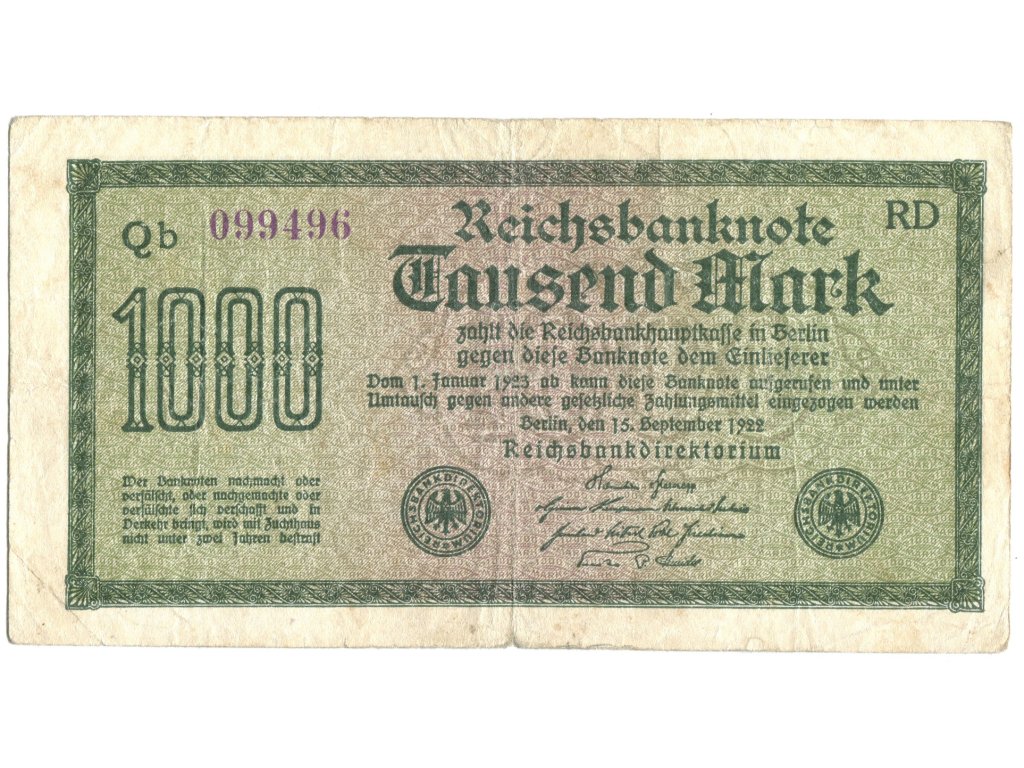 Qb 099496
RD
1000
Reichsbanknote
Tausend Mark
zahlt die Reichsbankhauptkasse in Berlin
gegen diese Banknote dem Einlieferer
Vom 1. Januar 1923 ab kann diese Banknote aufgerufen und unter
Umtausch gegen andere gesetzliche Zahlungsmittel eingezogen werden
Berlin, den 15. September 1922
Reichsbankdirektorium
Wer Banknoten nachmacht oder
verfälscht, oder nachgemachte oder
verfälschte sich verschafft und in
Verkehr bringt, wird mit Zuchthaus
nicht unter zwei Jahren bestraft
REICHSBANKDIREKTORIUM
REICHSBANKDIREKTORIUM